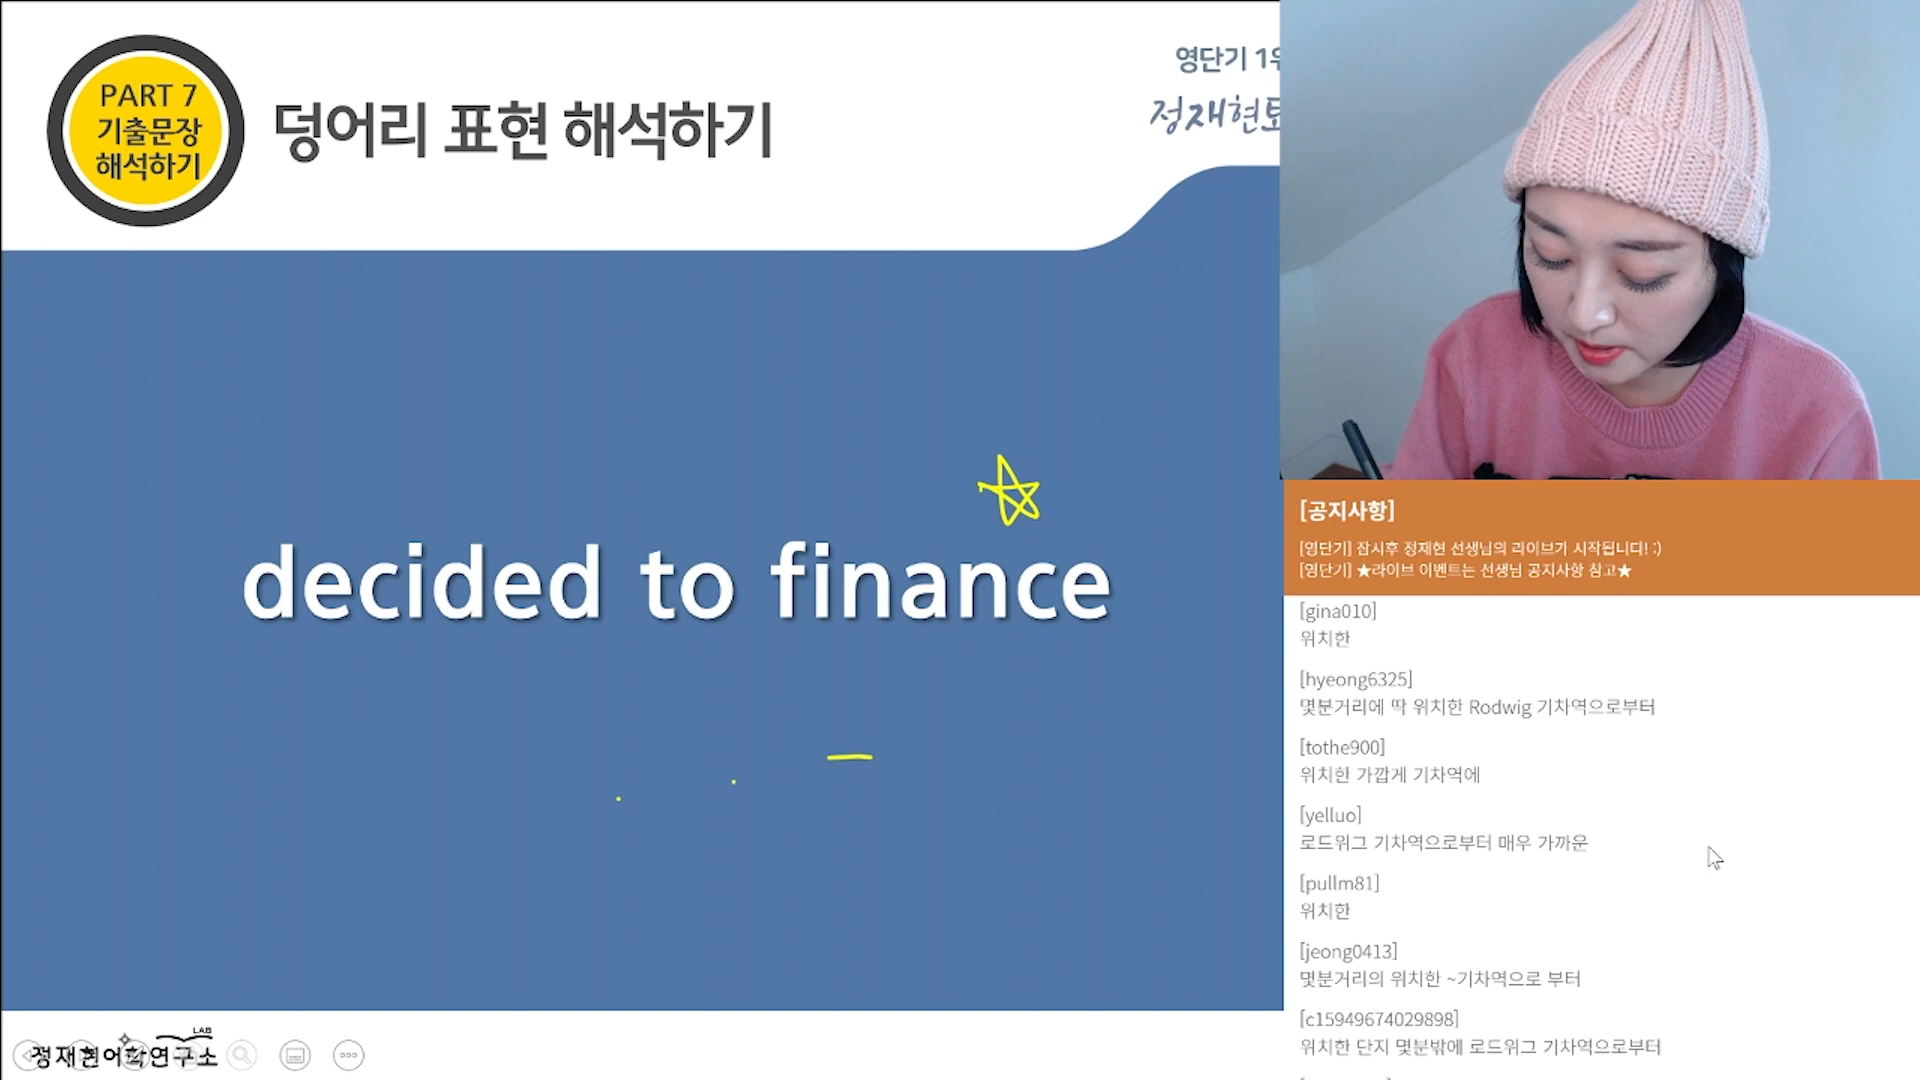 PART 7
기출문장
해석하기
덩어리 표현 해석하기
영단기 1위
정재현토
decided to finance
[공지사항]
[영단기] 잠시후 정재현 선생님의 라이브가 시작됩니다! :)
[영단기] ★라이브 이벤트는 선생님 공지사항 참고★
[gina010]
위치한
[hyeong6325]
몇분거리에 딱 위치한 Rodwig 기차역으로부터
[tothe900]
위치한 가깝게 기차역에
[yelluo]
로드위그 기차역으로부터 매우 가까운
[pullm81]
위치한
[jeong0413]
몇분거리의 위치한 ~기차역으로 부터
[c15949674029898]
위치한 단지 몇분밖에 로드위그 기차역으로부터
LAB
정재현어학연구소